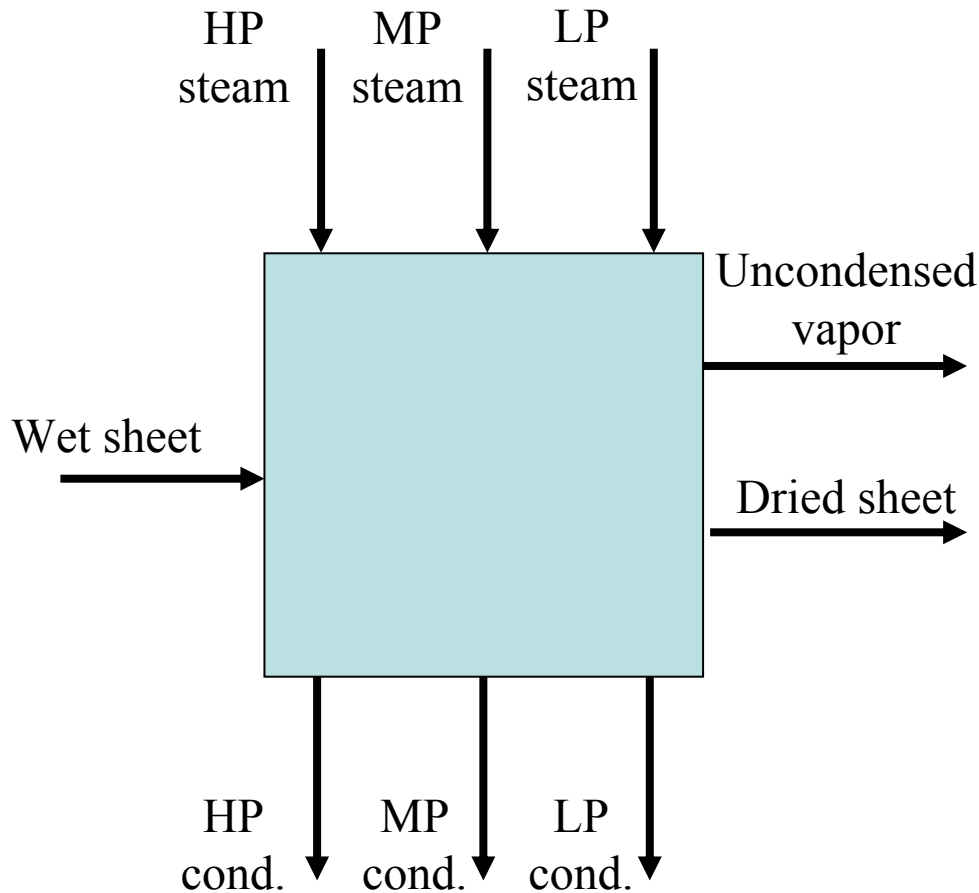 HP
steam
MP
steam
LP
steam
Uncondensed
vapor
Wet sheet
Dried sheet
HP
cond.
MP
cond.
LP
cond.